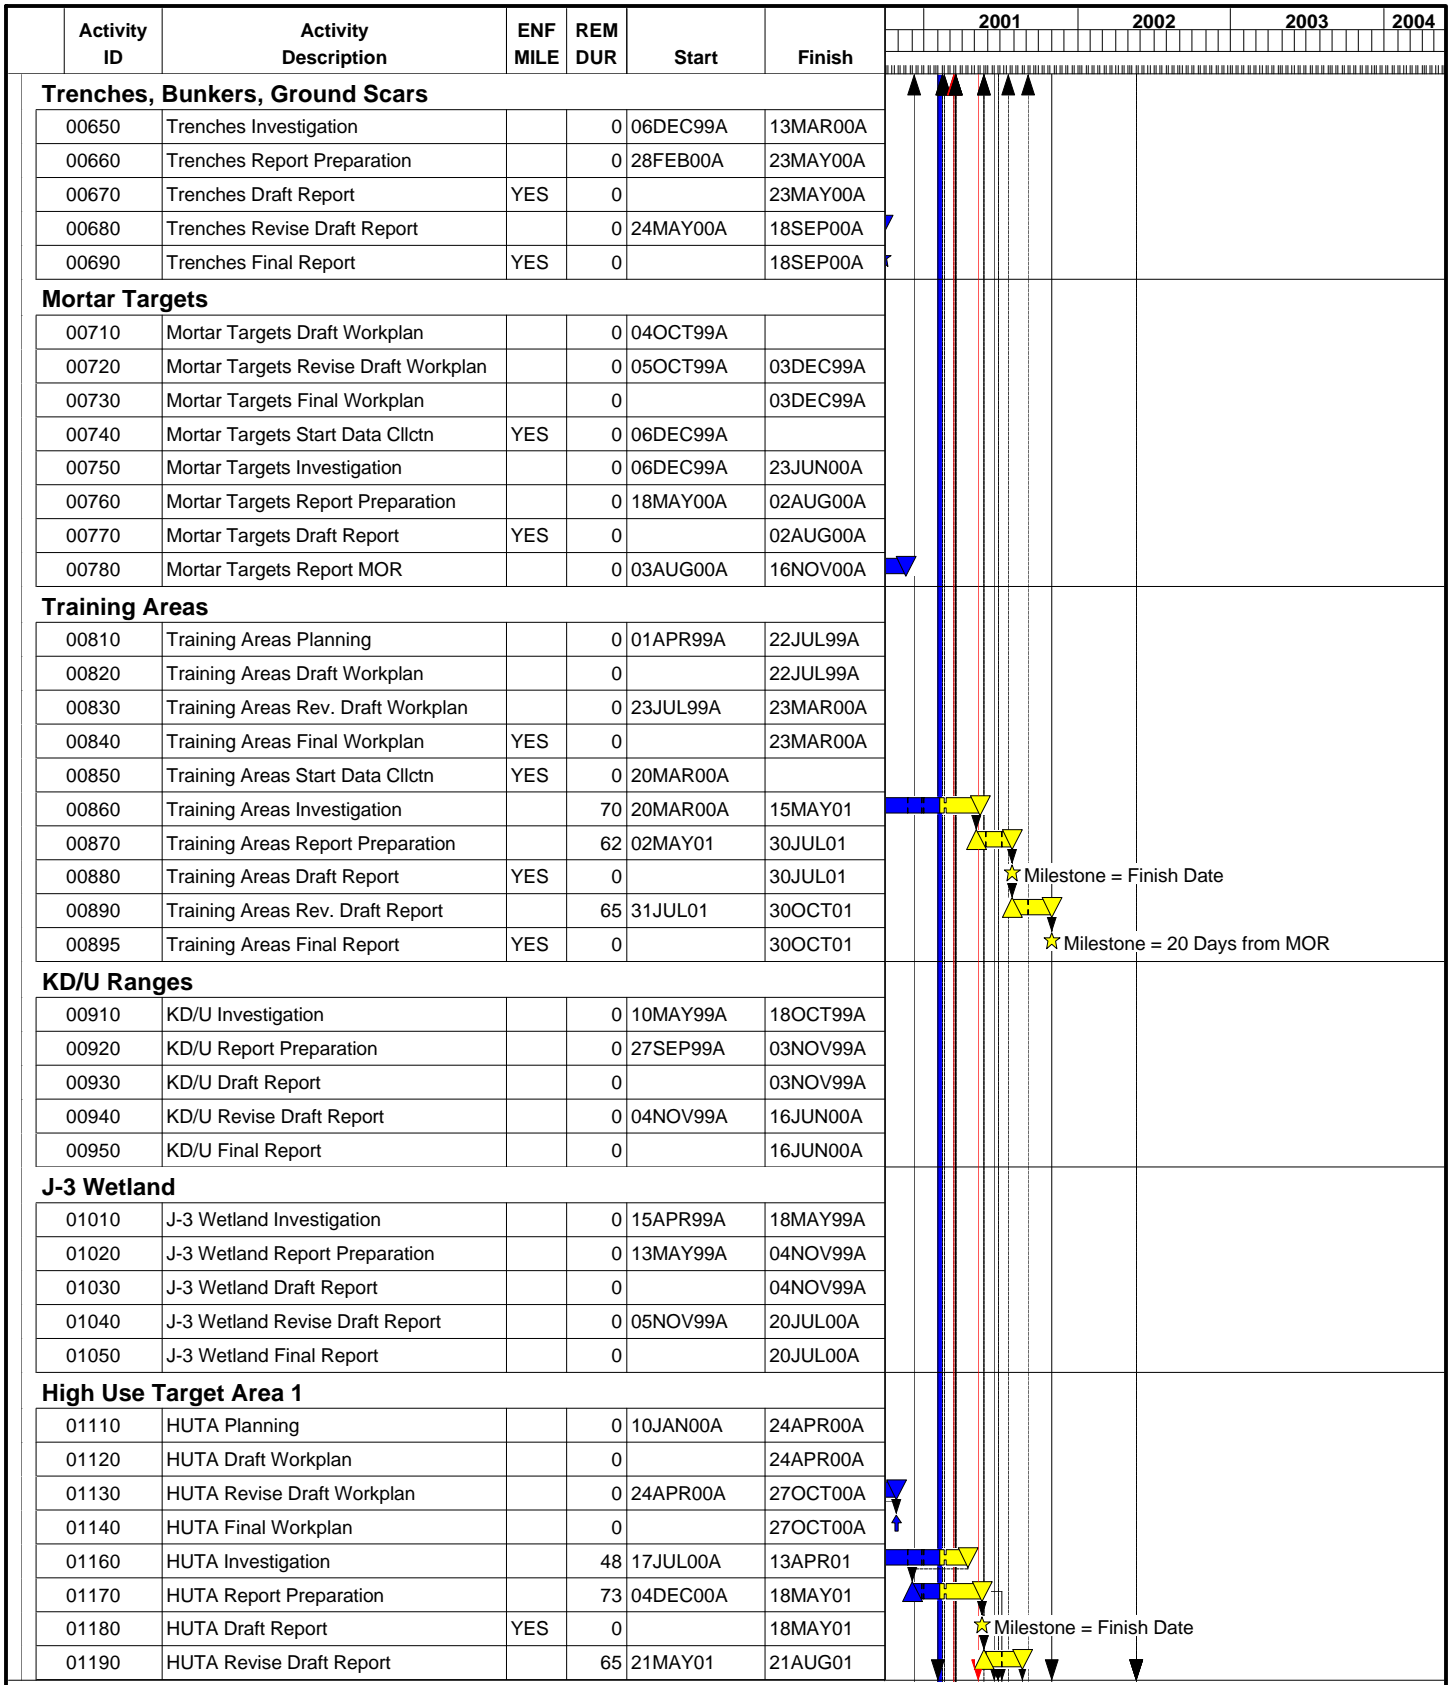 Activity ID Activity Description ENF MILE REM DUR Start Finish 2001 2002 2003 2004
Trenches, Bunkers, Ground Scars
00650 Trenches Investigation 0 06DEC99A 13MAR00A
00660 Trenches Report Preparation 0 28FEB00A 23MAY00A
00670 Trenches Draft Report YES 0 23MAY00A
00680 Trenches Revise Draft Report 0 24MAY00A 18SEP00A
00690 Trenches Final Report YES 0 18SEP00A
Mortar Targets
00710 Mortar Targets Draft Workplan 0 04OCT99A
00720 Mortar Targets Revise Draft Workplan 0 05OCT99A 03DEC99A
00730 Mortar Targets Final Workplan 0 03DEC99A
00740 Mortar Targets Start Data Cllctn YES 0 06DEC99A
00750 Mortar Targets Investigation 0 06DEC99A 23JUN00A
00760 Mortar Targets Report Preparation 0 18MAY00A 02AUG00A
00770 Mortar Targets Draft Report YES 0 02AUG00A
00780 Mortar Targets Report MOR 0 03AUG00A 16NOV00A
Training Areas
00810 Training Areas Planning 0 01APR99A 22JUL99A
00820 Training Areas Draft Workplan 0 22JUL99A
00830 Training Areas Rev. Draft Workplan 0 23JUL99A 23MAR00A
00840 Training Areas Final Workplan YES 0 23MAR00A
00850 Training Areas Start Data Cllctn YES 0 20MAR00A
00860 Training Areas Investigation 70 20MAR00A 15MAY01
00870 Training Areas Report Preparation 62 02MAY01 30JUL01
00880 Training Areas Draft Report YES 0 30JUL01 Milestone = Finish Date
00890 Training Areas Rev. Draft Report 65 31JUL01 30OCT01
00895 Training Areas Final Report YES 0 30OCT01 Milestone = 20 Days from MOR
KD/U Ranges
00910 KD/U Investigation 0 10MAY99A 18OCT99A
00920 KD/U Report Preparation 0 27SEP99A 03NOV99A
00930 KD/U Draft Report 0 03NOV99A
00940 KD/U Revise Draft Report 0 04NOV99A 16JUN00A
00950 KD/U Final Report 0 16JUN00A
J-3 Wetland
01010 J-3 Wetland Investigation 0 15APR99A 18MAY99A
01020 J-3 Wetland Report Preparation 0 13MAY99A 04NOV99A
01030 J-3 Wetland Draft Report 0 04NOV99A
01040 J-3 Wetland Revise Draft Report 0 05NOV99A 20JUL00A
01050 J-3 Wetland Final Report 0 20JUL00A
High Use Target Area 1
01110 HUTA Planning 0 10JAN00A 24APR00A
01120 HUTA Draft Workplan 0 24APR00A
01130 HUTA Revise Draft Workplan 0 24APR00A 27OCT00A
01140 HUTA Final Workplan 0 27OCT00A
01160 HUTA Investigation 48 17JUL00A 13APR01
01170 HUTA Report Preparation 73 04DEC00A 18MAY01
01180 HUTA Draft Report YES 0 18MAY01 Milestone = Finish Date
01190 HUTA Revise Draft Report 65 21MAY01 21AUG01